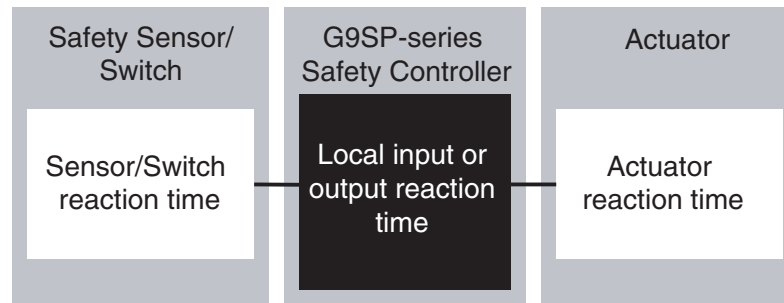 Safety Sensor/
Switch
G9SP-series
Safety Controller
Actuator
Sensor/Switch
reaction time
Local input or
output reaction
time
Actuator
reaction time